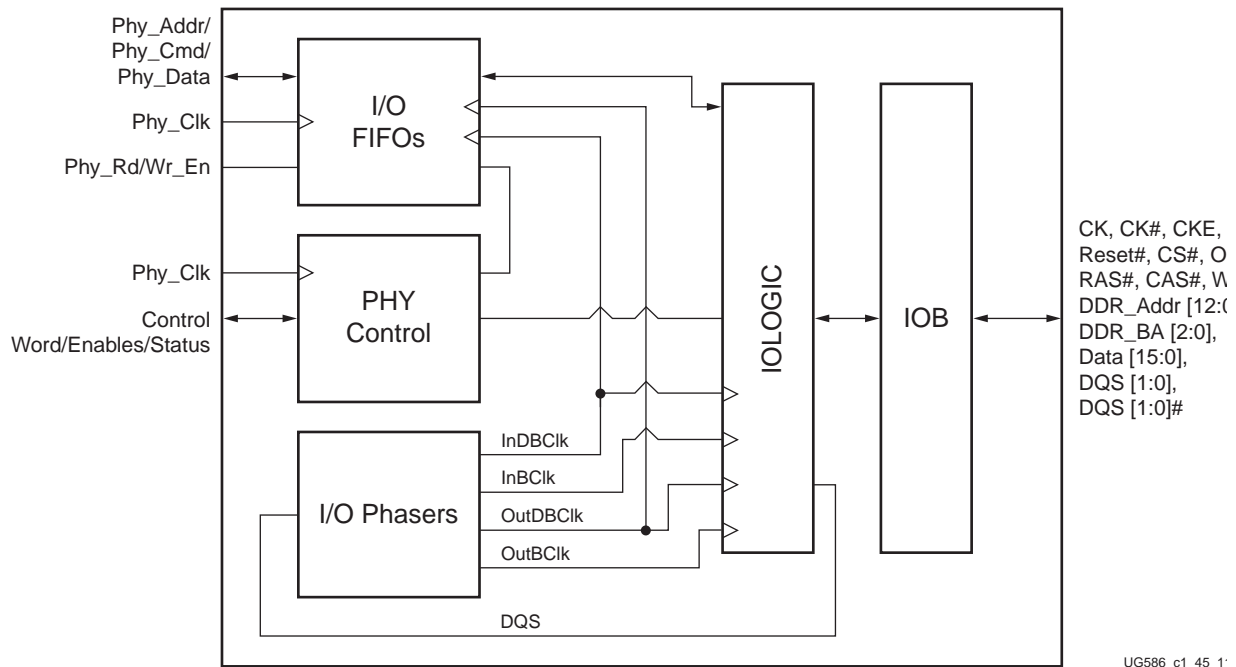 Phy_Addr/
Phy_Cmd/
Phy_Data
Phy_Clk
Phy_Rd/Wr_En
I/O
FIFOs
Phy_Clk
Control
Word/Enables/Status
PHY
Control
I/O Phasers
InDBClk
InBClk
OutDBClk
OutBClk
DQS
IOLOGIC
IOB
CK, CK#, CKE,
Reset#, CS#,
RAS#, CAS#,
DDR_Addr
DDR_BA [2:0],
Data [15:0],
DQS [1:0],
DQS [1:0]#
UG586_c1_45